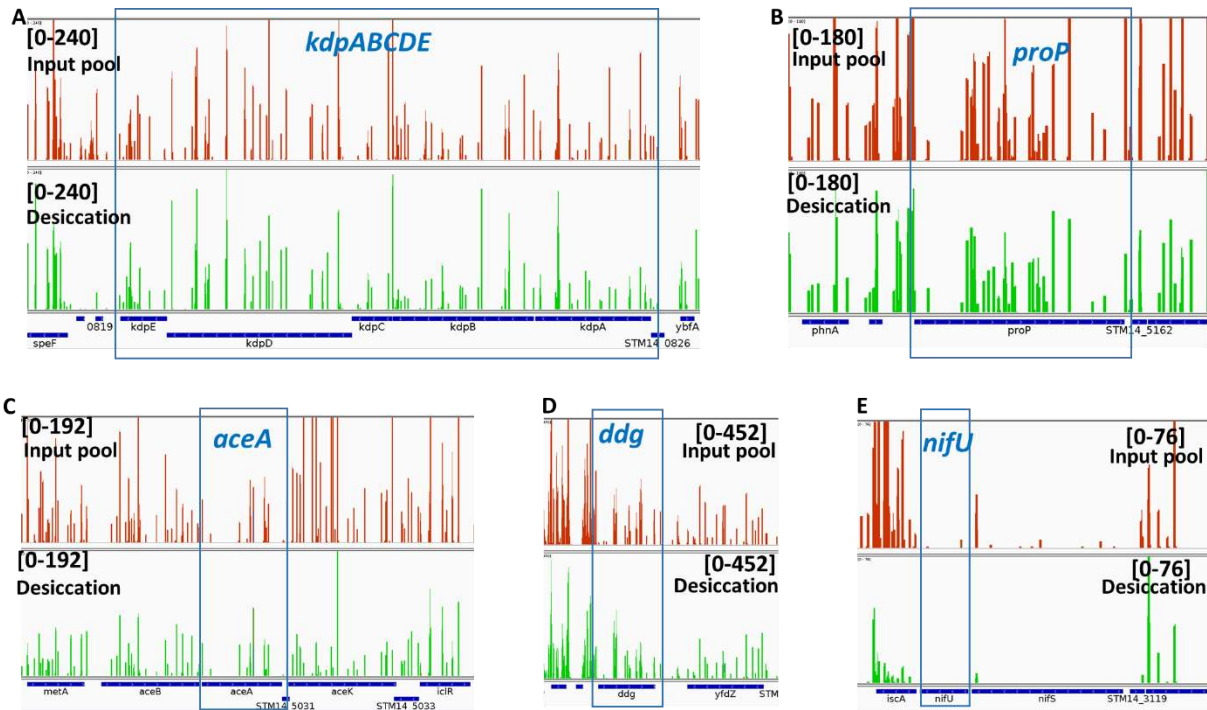 A
[0-240]
Input pool
kdpABCDE
[0-240]
Desiccation
0819 kdpE kdpC kdpB kdpA ybfA
speF kdpD STM14_0826
B
[0-180]
Input pool
proP
[0-180]
Desiccation
phnA proP STM14_5162
C
[0-192]
Input pool
aceA
[0-192]
Desiccation
metA aceB aceA aceK iclR
STM14_5031 STM14_5033
D
ddg
[0-452]
Input pool
[0-452]
Desiccation
ddg yfdZ STM
E
nifU
[0-76]
Input pool
[0-76]
Desiccation
iscA nifU nifS STM14_3119